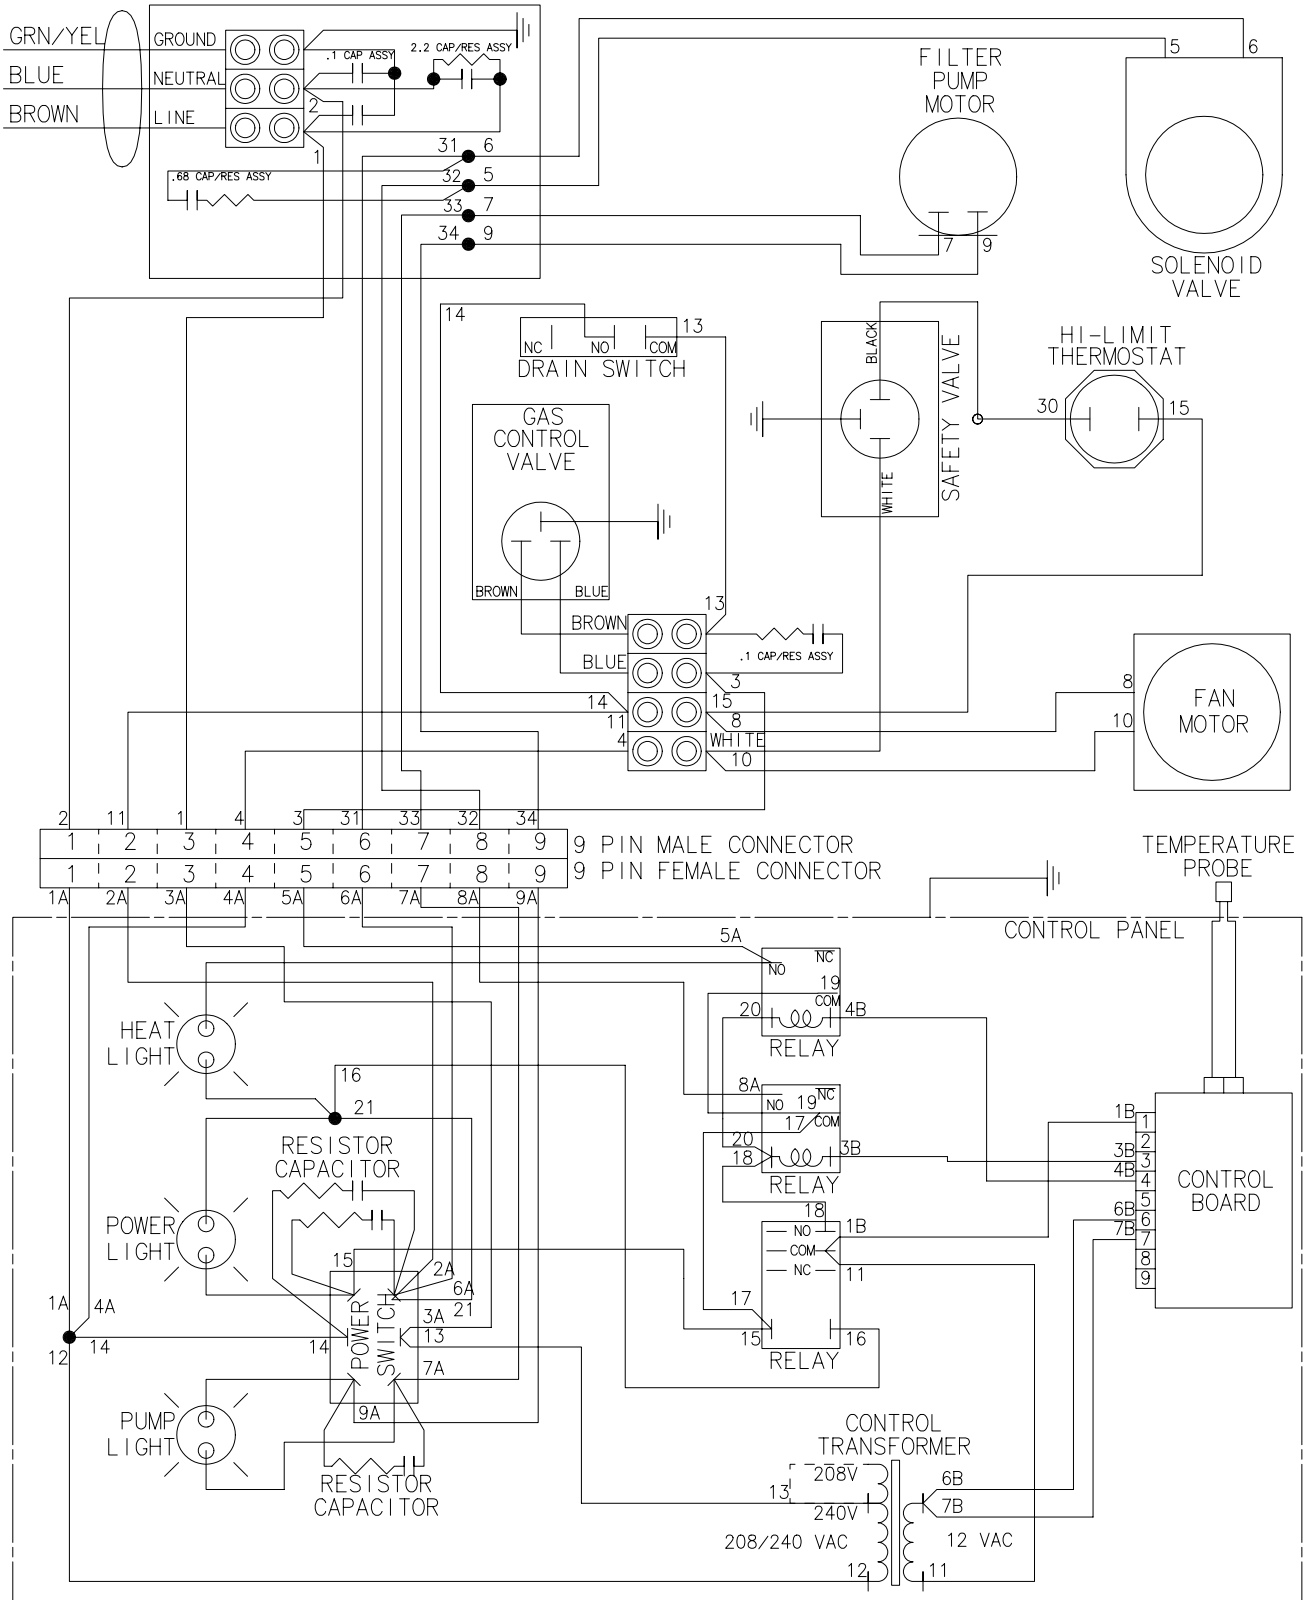 GRN/YEL
GROUND
BLUE
NEUTRAL
BROWN
LINE
.1 CAP ASSY
2.2 CAP/RES ASSY
2
1
.68 CAP/RES ASSY
31 6
32 5
33 7
34 9
FILTER
PUMP
MOTOR
7 9
5 6
SOLENOID
VALVE
14
13
NC NO COM
DRAIN SWITCH
GAS
CONTROL
VALVE
BROWN BLUE
BLACK
WHITE
SAFETY VALVE
HI-LIMIT
THERMOSTAT
30 15
13
BROWN
.1 CAP/RES ASSY
BLUE
3
14
15
11
8
4
WHITE
10
8
10
FAN
MOTOR
2 11 1 4 3 31 33 32 34
1 2 3 4 5 6 7 8 9
9 PIN MALE CONNECTOR
1 2 3 4 5 6 7 8 9
9 PIN FEMALE CONNECTOR
1A 2A 3A 4A 5A 6A 7A 8A 9A
TEMPERATURE
PROBE
CONTROL PANEL
5A
NO NC
19
COM
20 4B
RELAY
HEAT
LIGHT
16
21
8A
NO 19 NC
17 COM
20
18
3B
RELAY
RESISTOR
CAPACITOR
POWER
LIGHT
18
NO
1B
COM
NC
11
17
15 16
RELAY
1B
3B
4B
6B
7B
1
2
3
4
5
6
7
8
9
CONTROL
BOARD
15
2A
6A
21
3A
13
14
7A
9A
POWER
SWITCH
1A 4A
12 14
PUMP
LIGHT
RESISTOR
CAPACITOR
CONTROL
TRANSFORMER
208V
13
240V
208/240 VAC
12
6B
7B
12 VAC
11